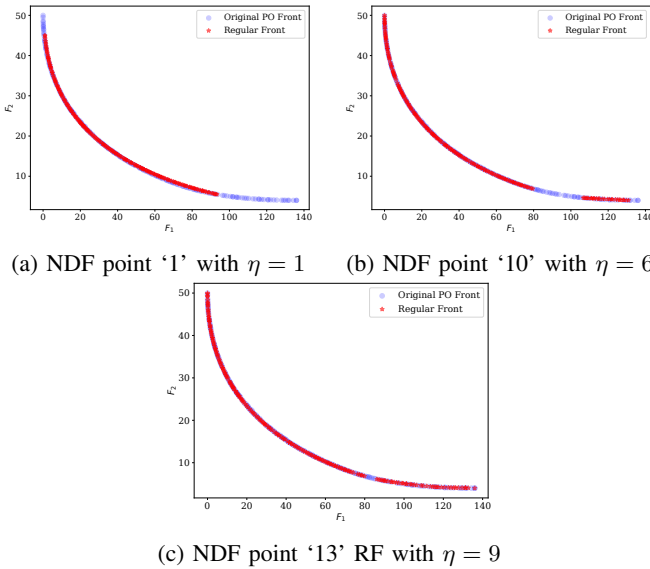 50
40
30
20
10
F₂
0
20
40
60
80
100
120
140
F₁
Original PO Front
Regular Front
50
40
30
20
10
F₂
0
20
40
60
80
100
120
140
F₁
Original PO Front
Regular Front
(a) NDF point ‘1’ with η = 1
(b) NDF point ‘10’ with η = 6
50
40
30
20
10
F₂
0
20
40
60
80
100
120
140
F₁
Original PO Front
Regular Front
(c) NDF point ‘13’ RF with η = 9